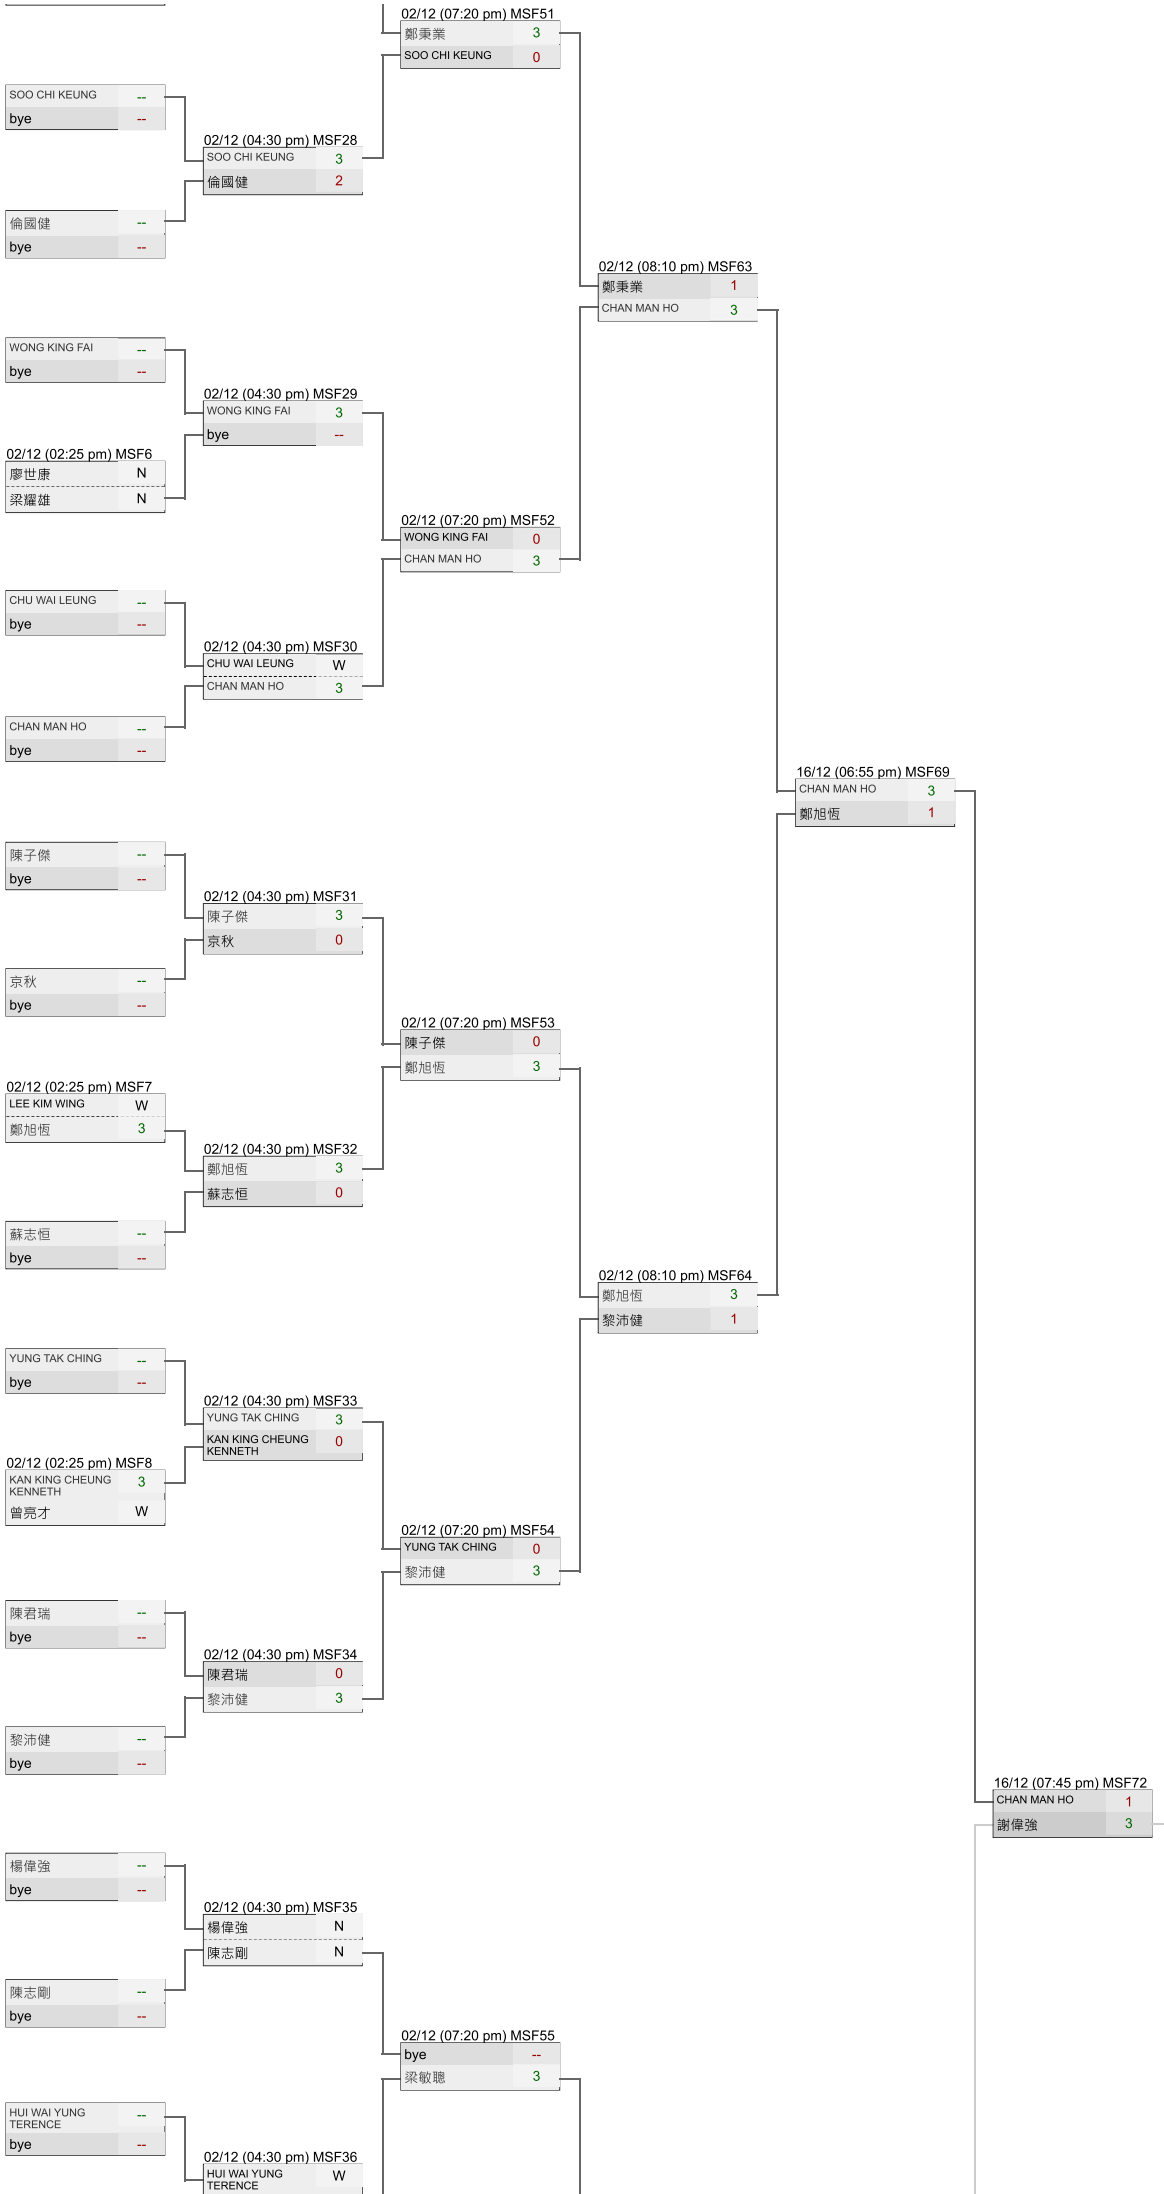 02/12 (07:20 pm) MSF51
鄭秉業 3
SOO CHI KEUNG 0
SOO CHI KEUNG --
bye --
02/12 (04:30 pm) MSF28
SOO CHI KEUNG 3
倫國健 2
倫國健 --
bye --
02/12 (08:10 pm) MSF63
鄭秉業 1
CHAN MAN HO 3
WONG KING FAI --
bye --
02/12 (04:30 pm) MSF29
WONG KING FAI 3
bye --
02/12 (02:25 pm) MSF6
廖世康 N
梁耀雄 N
02/12 (07:20 pm) MSF52
WONG KING FAI 0
CHAN MAN HO 3
CHU WAI LEUNG --
bye --
02/12 (04:30 pm) MSF30
CHU WAI LEUNG W
CHAN MAN HO 3
CHAN MAN HO --
bye --
16/12 (06:55 pm) MSF69
CHAN MAN HO 3
鄭旭恆 1
陳子傑 --
bye --
02/12 (04:30 pm) MSF31
陳子傑 3
京秋 0
京秋 --
bye --
02/12 (07:20 pm) MSF53
陳子傑 0
鄭旭恆 3
02/12 (02:25 pm) MSF7
LEE KIM WING W
鄭旭恆 3
02/12 (04:30 pm) MSF32
鄭旭恆 3
蘇志恒 0
蘇志恒 --
bye --
02/12 (08:10 pm) MSF64
鄭旭恆 3
黎沛健 1
YUNG TAK CHING --
bye --
02/12 (04:30 pm) MSF33
YUNG TAK CHING 3
KAN KING CHEUNG 0
KENNETH
02/12 (02:25 pm) MSF8
KAN KING CHEUNG 3
KENNETH
曾亮才 W
02/12 (07:20 pm) MSF54
YUNG TAK CHING 0
黎沛健 3
陳君瑞 --
bye --
02/12 (04:30 pm) MSF34
陳君瑞 0
黎沛健 3
黎沛健 --
bye --
16/12 (07:45 pm) MSF72
CHAN MAN HO 1
謝偉強 3
楊偉強 --
bye --
02/12 (04:30 pm) MSF35
楊偉強 N
陳志剛 N
陳志剛 --
bye --
02/12 (07:20 pm) MSF55
bye --
梁敏聰 3
HUI WAI YUNG --
TERENCE
bye --
02/12 (04:30 pm) MSF36
HUI WAI YUNG W
TERENCE